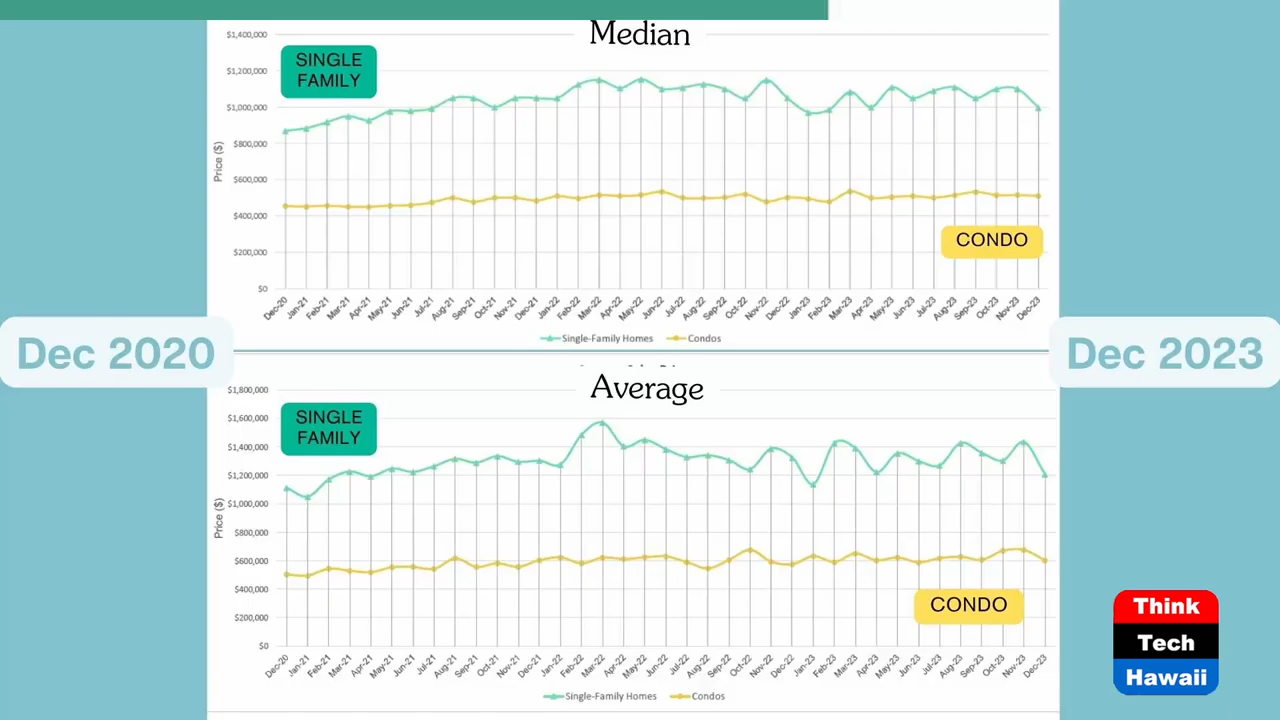 Median
$1,400,000
SINGLE
FAMILY
$1,200,000
$1,000,000
$800,000
$600,000
$400,000
$200,000
$0
Price ($)
CONDO
Dec-20 Jan-21 Feb-21 Mar-21 Apr-21 May-21 Jun-21 Jul-21 Aug-21 Sep-21 Oct-21 Nov-21 Dec-21 Jan-22 Feb-22 Mar-22 Apr-22 May-22 Jun-22 Jul-22 Aug-22 Sep-22 Oct-22 Nov-22 Dec-22 Jan-23 Feb-23 Mar-23 Apr-23 May-23 Jun-23 Jul-23 Aug-23 Sep-23 Oct-23 Nov-23 Dec-23
Single-Family Homes Condos
Dec 2020
Dec 2023
Average
$1,800,000
SINGLE
FAMILY
$1,600,000
$1,400,000
$1,200,000
$1,000,000
$800,000
$600,000
$400,000
$200,000
$0
Price ($)
CONDO
Dec-20 Jan-21 Feb-21 Mar-21 Apr-21 May-21 Jun-21 Jul-21 Aug-21 Sep-21 Oct-21 Nov-21 Dec-21 Jan-22 Feb-22 Mar-22 Apr-22 May-22 Jun-22 Jul-22 Aug-22 Sep-22 Oct-22 Nov-22 Dec-22 Jan-23 Feb-23 Mar-23 Apr-23 May-23 Jun-23 Jul-23 Aug-23 Sep-23 Oct-23 Nov-23 Dec-23
Single-Family Homes Condos
Think
Tech
Hawaii